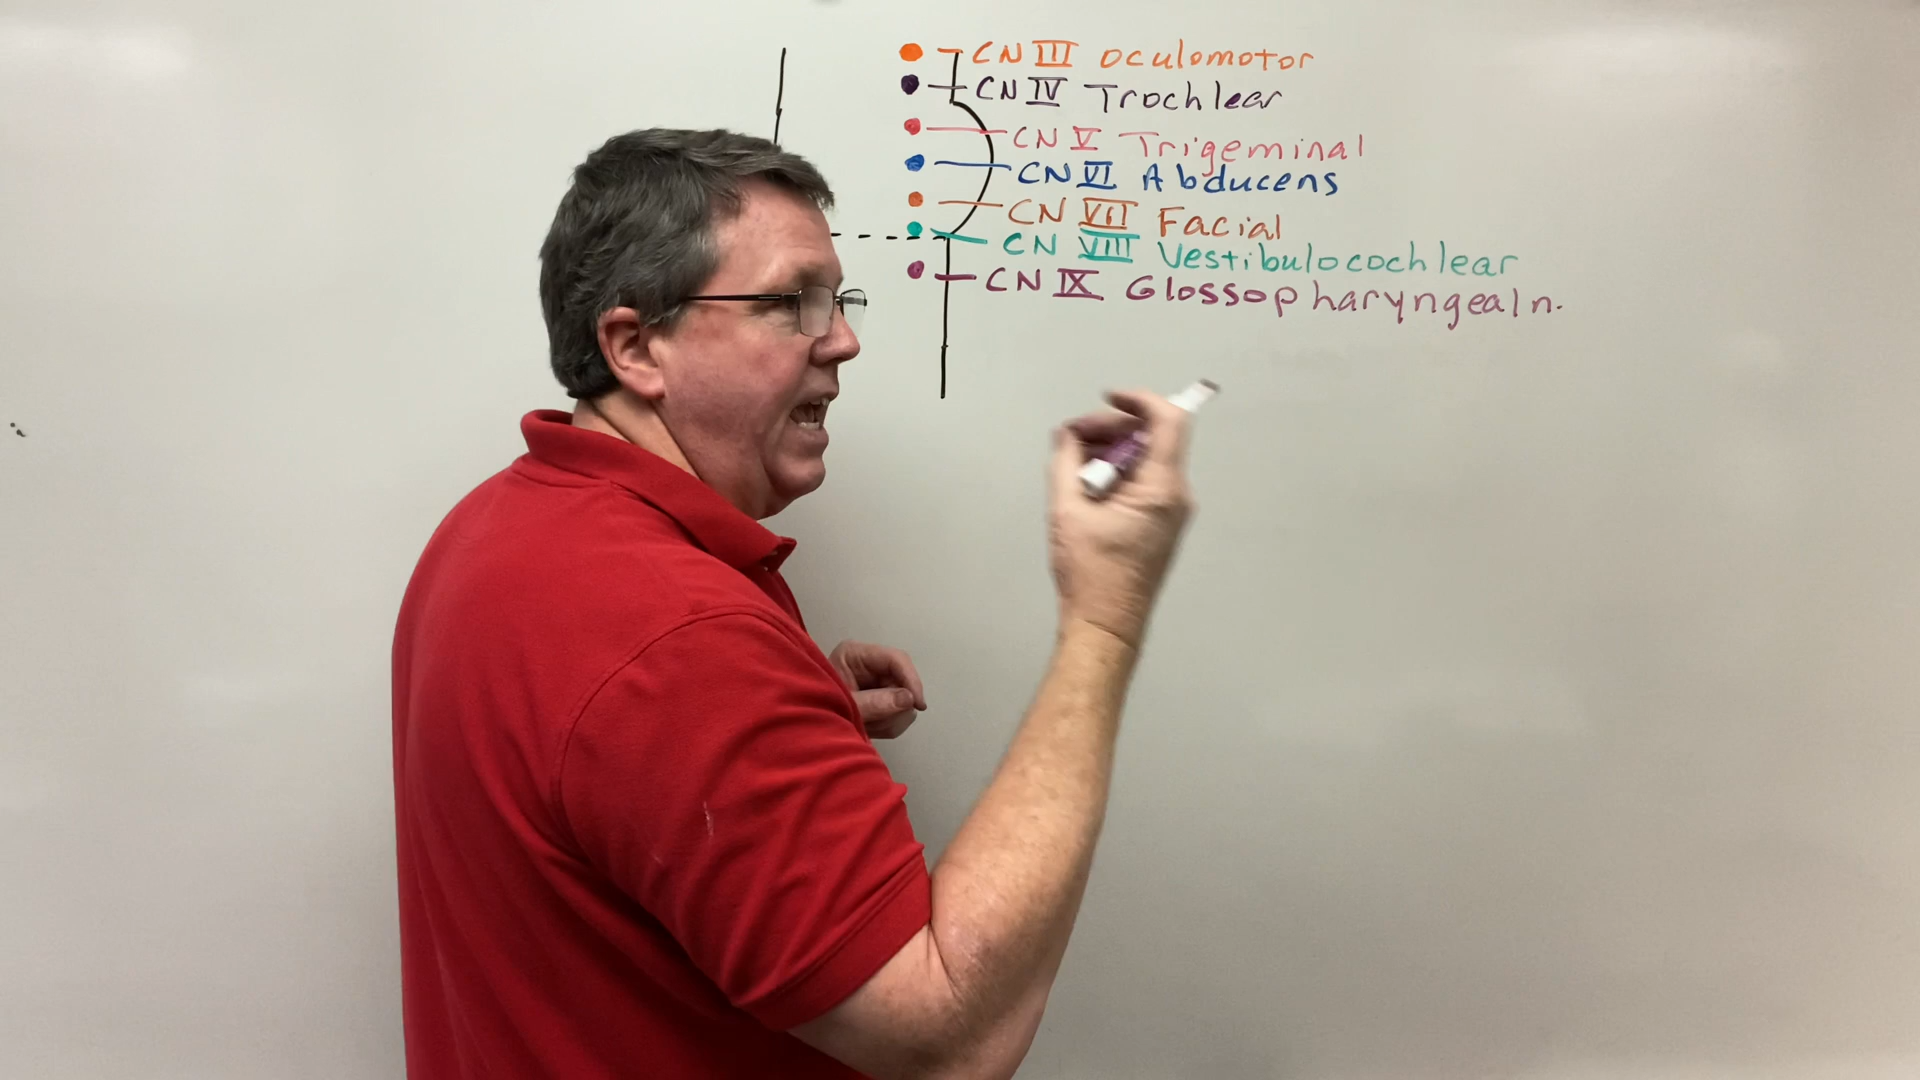 CN III Oculomotor
CN IV Trochlear
CN V Trigeminal
CN VI Abducens
CN VII Facial
CN VIII Vestibulocochlear
CN IX Glossopharyngeal n.